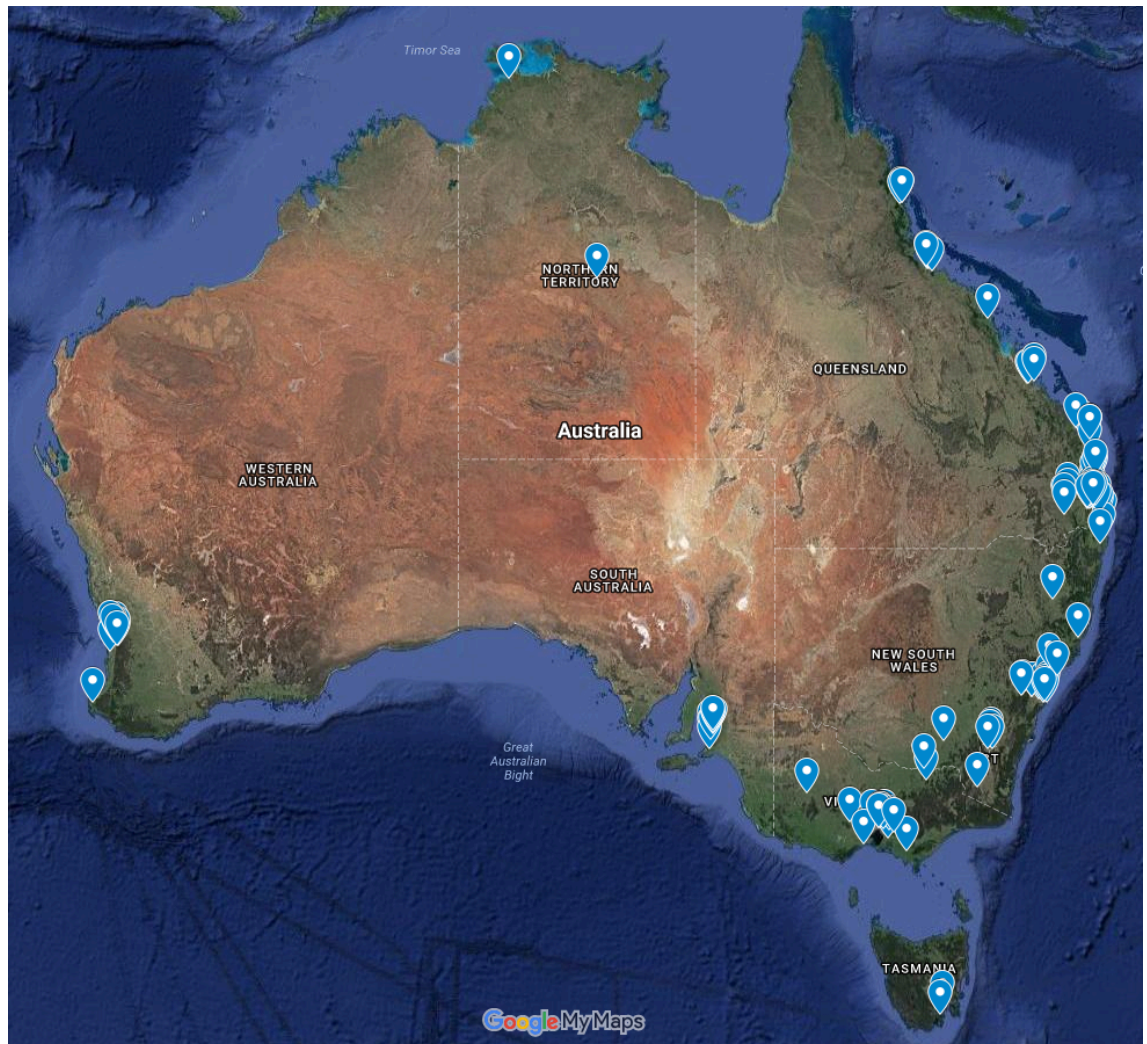 Timor Sea
NORTHERN
TERRITORY
QUEENSLAND
Australia
WESTERN
AUSTRALIA
SOUTH
AUSTRALIA
NEW SOUTH
WALES
Great
Australian
Bight
TASMANIA
Google My Maps